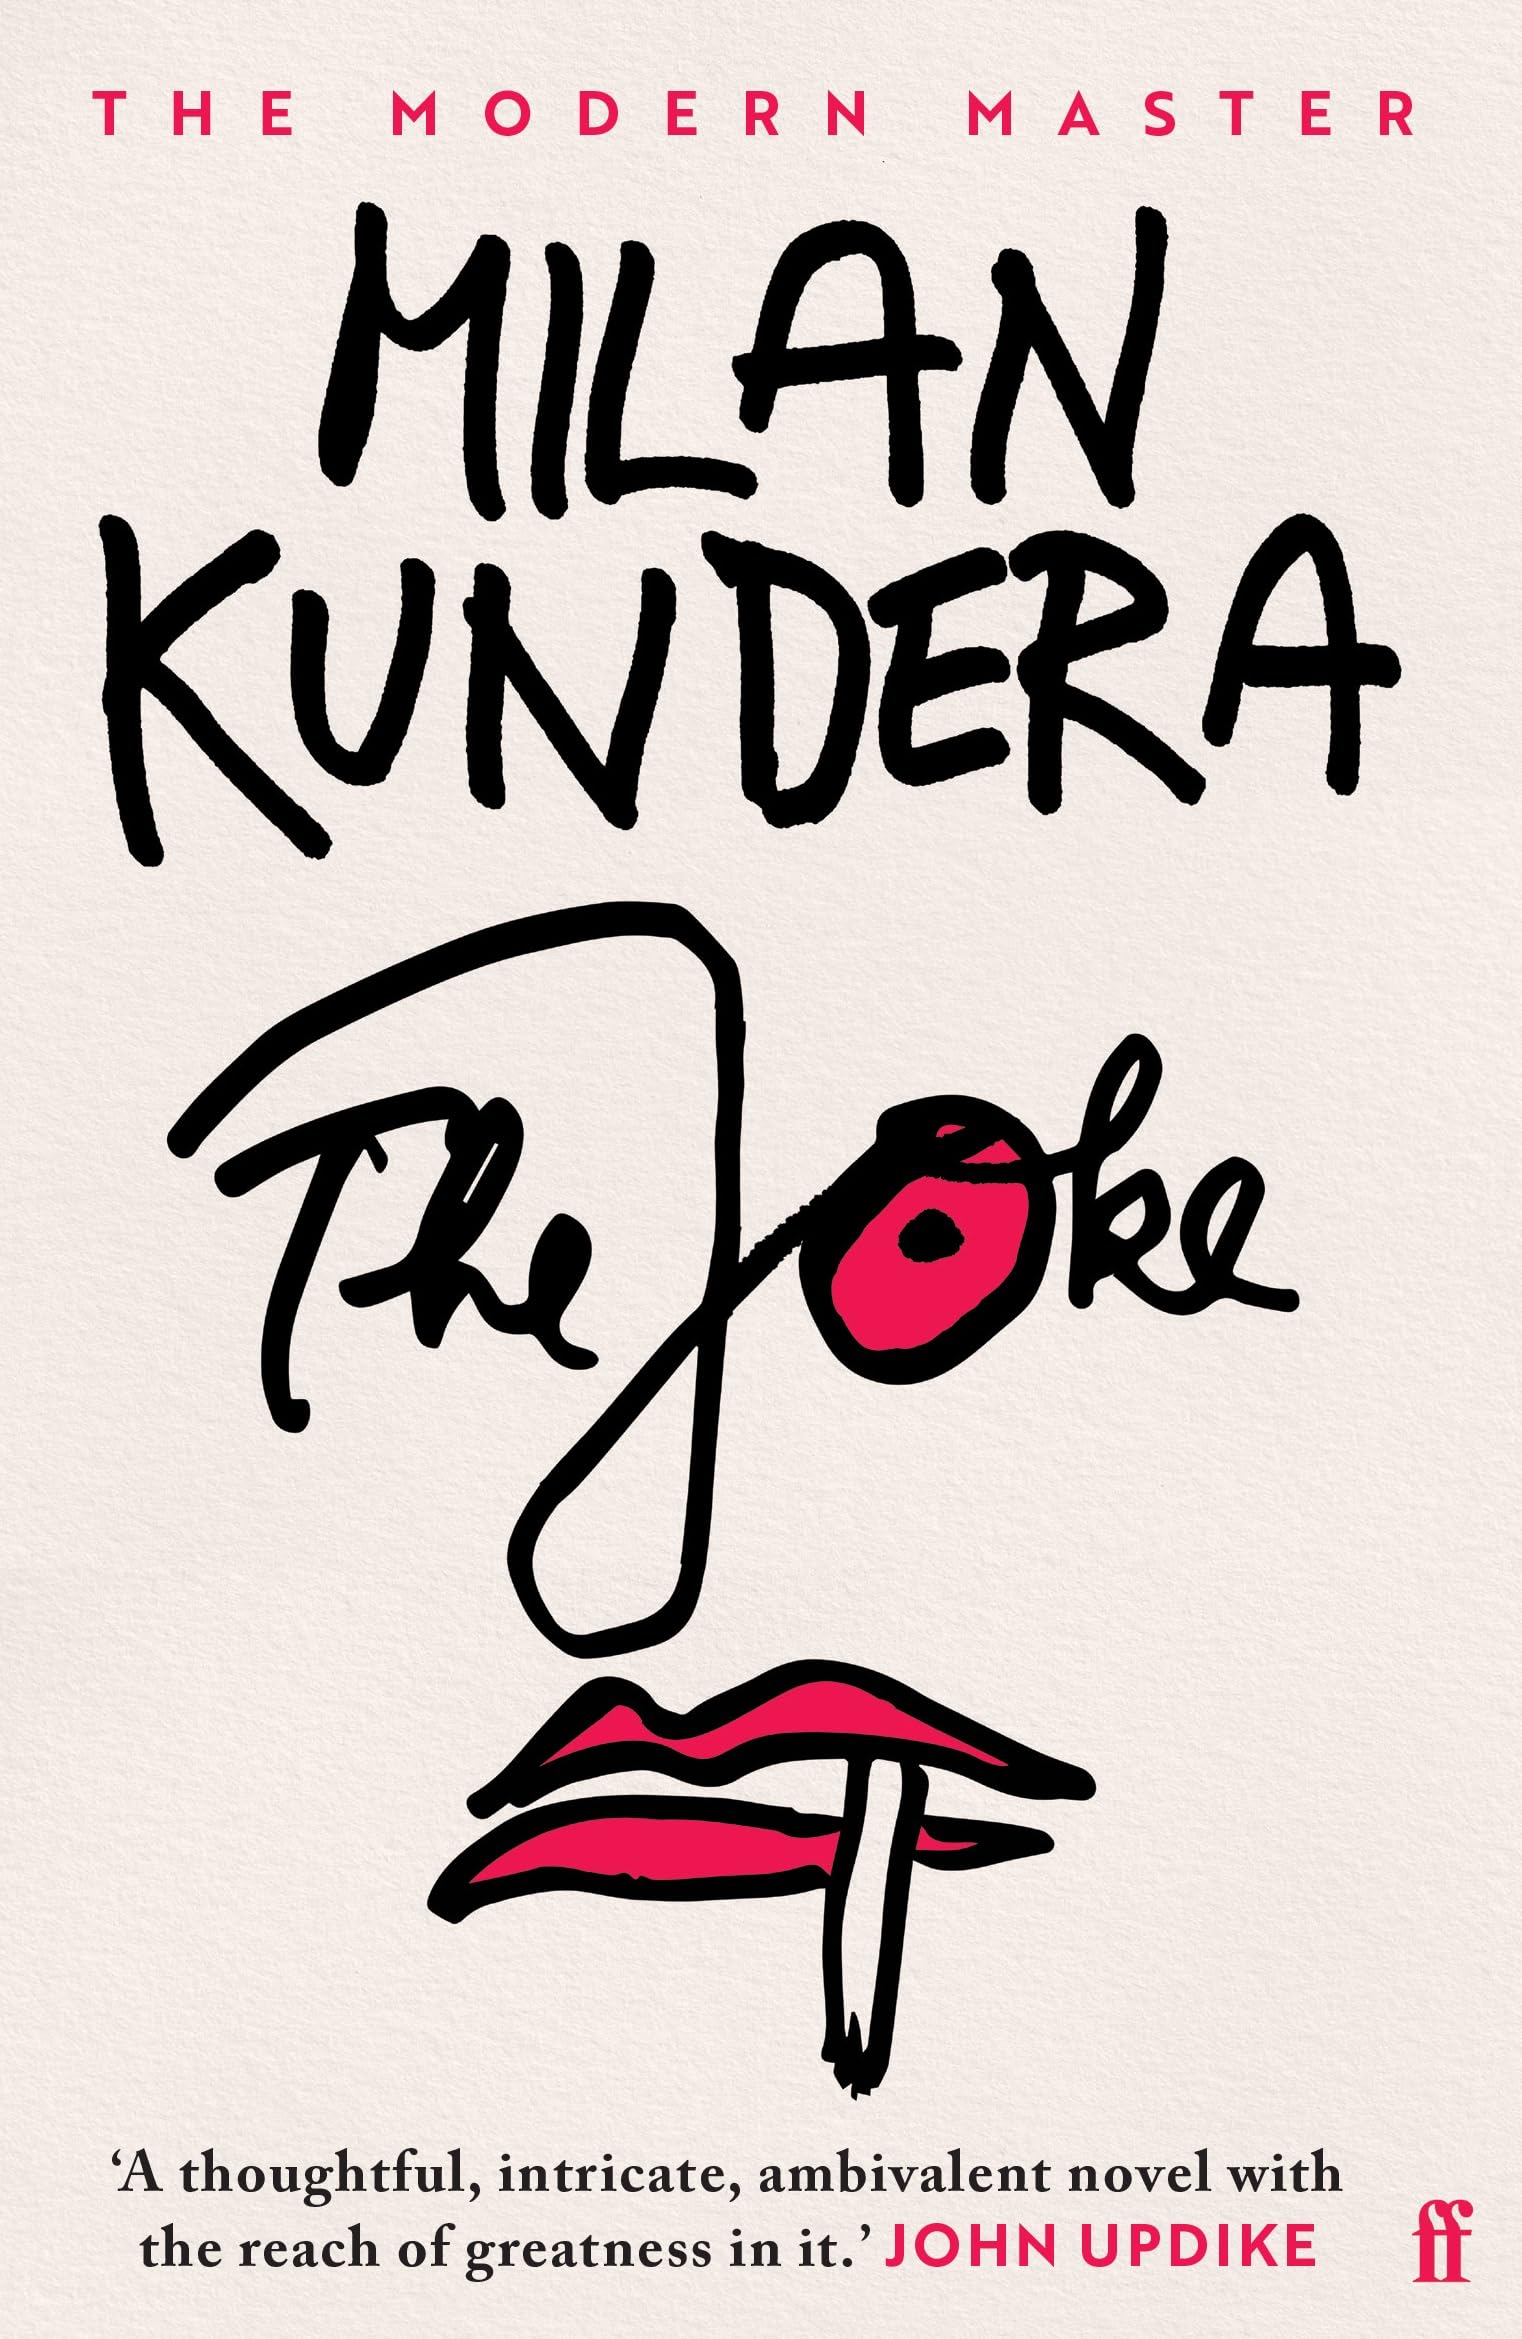 THE MODERN MASTER
MILAN
KUNDERA
The Joke
‘A thoughtful, intricate, ambivalent novel with
the reach of greatness in it.’ JOHN UPDIKE
ff